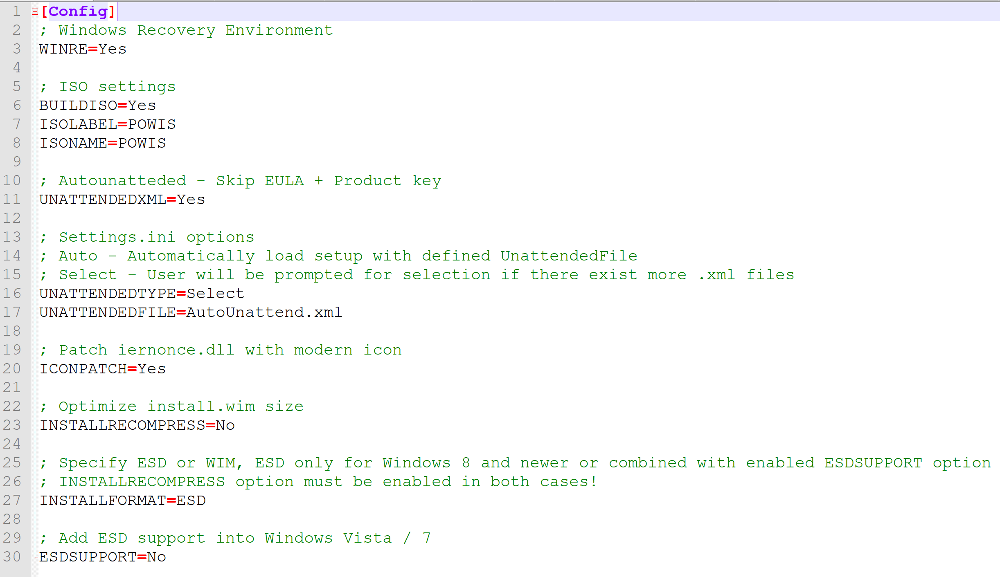 1 [Config]
2 ; Windows Recovery Environment
3 WINRE=Yes
4
5 ; ISO settings
6 BUILDISO=Yes
7 ISOLABEL=POWIS
8 ISONAME=POWIS
9
10 ; Autounatteded - Skip EULA + Product key
11 UNATTENDEDXML=Yes
12
13 ; Settings.ini options
14 ; Auto - Automatically load setup with defined UnattendedFile
15 ; Select - User will be prompted for selection if there exist more .xml files
16 UNATTENDEDTYPE=Select
17 UNATTENDEDFILE=AutoUnattend.xml
18
19 ; Patch iernonce.dll with modern icon
20 ICONPATCH=Yes
21
22 ; Optimize install.wim size
23 INSTALLRECOMPRESS=No
24
25 ; Specify ESD or WIM, ESD only for Windows 8 and newer or combined with enabled ESDSUPPORT option
26 ; INSTALLRECOMPRESS option must be enabled in both cases!
27 INSTALLFORMAT=ESD
28
29 ; Add ESD support into Windows Vista / 7
30 ESDSUPPORT=No